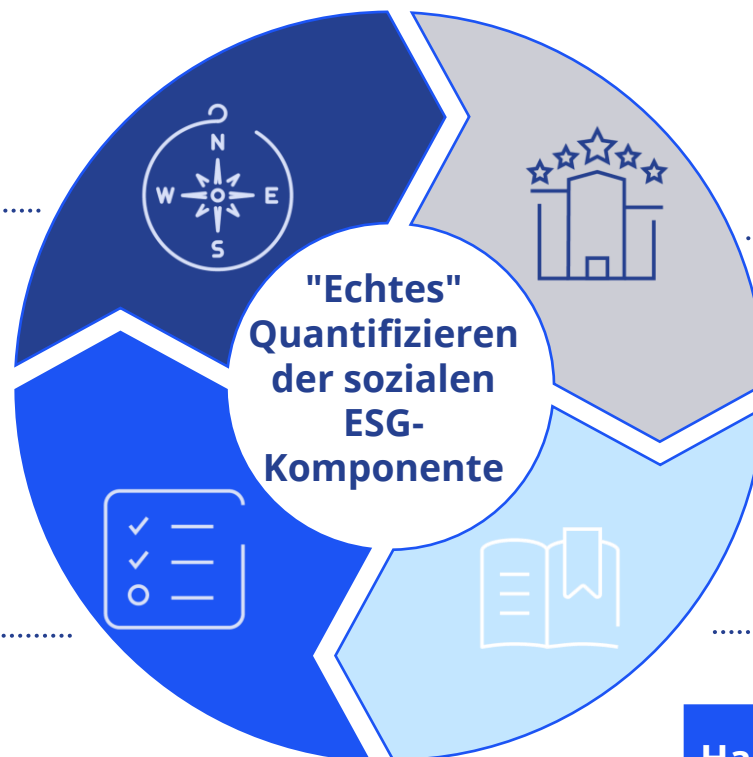 N
W E
S
"Echtes"
Quantifizieren
der sozialen
ESG-
Komponente